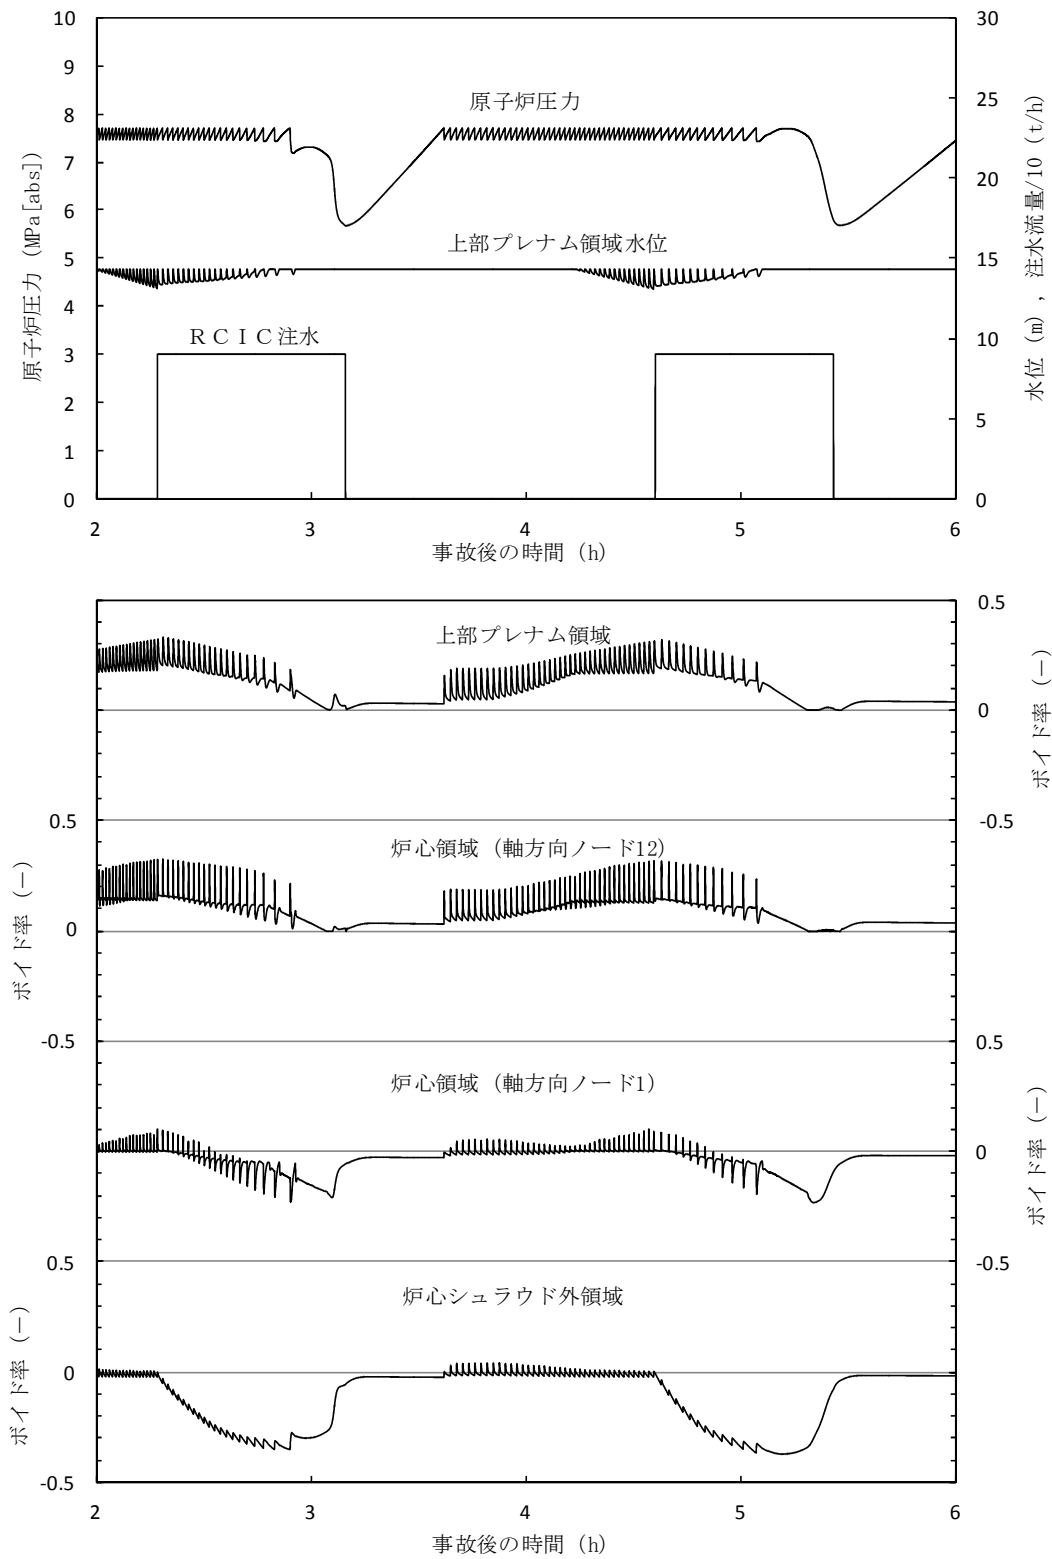 10
9
8
7
6
5
4
3
2
1
0
原子炉圧力 (MPa[abs])
30
25
20
15
10
5
0
水位 (m) , 注水流量/10 (t/h)
原子炉圧力
上部プレナム領域水位
RCIC注水
2 3 4 5 6
事故後の時間 (h)
上部プレナム領域
0.5
0
-0.5
ボイド率 (-)
炉心領域 (軸方向ノード12)
0.5
0
-0.5
ボイド率 (-)
炉心領域 (軸方向ノード1)
0.5
0
-0.5
ボイド率 (-)
炉心シュラウド外領域
0.5
0
-0.5
ボイド率 (-)
2 3 4 5 6
事故後の時間 (h)